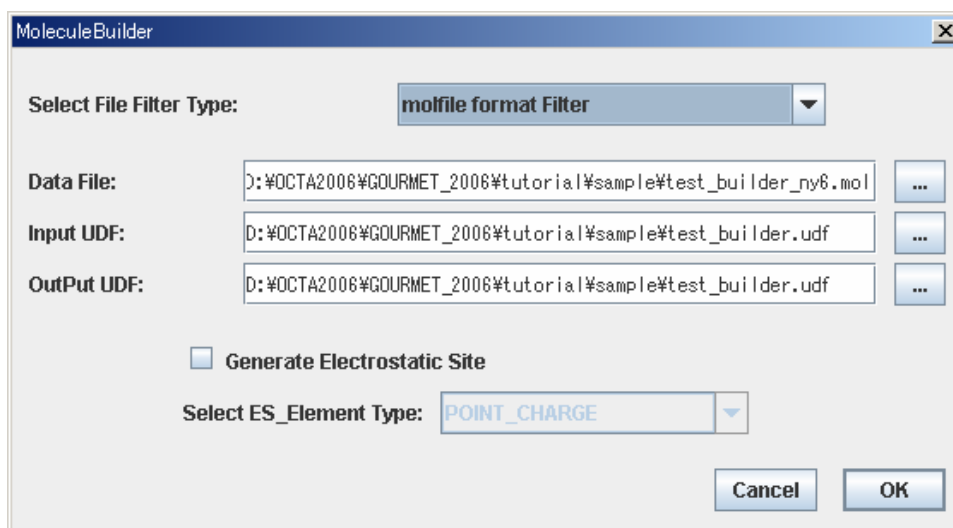 MoleculeBuilder
Select File Filter Type: molfile format Filter
Data File: D:¥OCTA2006¥GOURMET_2006¥tutorial¥sample¥test_builder_ny6.mol ...
Input UDF: D:¥OCTA2006¥GOURMET_2006¥tutorial¥sample¥test_builder.udf ...
OutPut UDF: D:¥OCTA2006¥GOURMET_2006¥tutorial¥sample¥test_builder.udf ...
Generate Electrostatic Site
Select ES_Element Type: POINT_CHARGE
Cancel OK